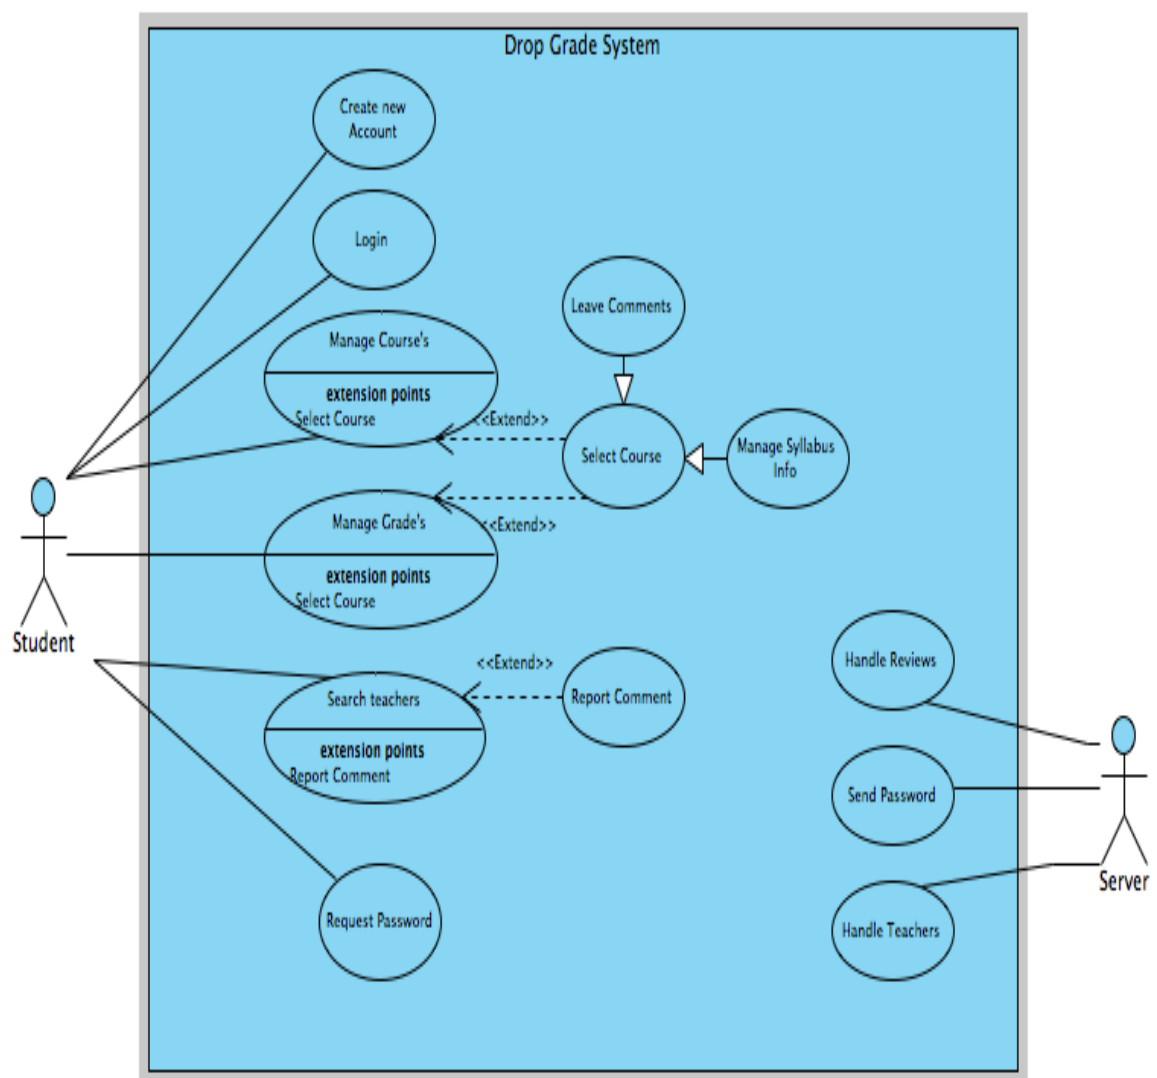 Drop Grade System
Create new
Account
Login
Leave Comments
Manage Course's
extension points
Select Course
<<Extend>>
Select Course
Manage Syllabus
Info
Manage Grade's
<<Extend>>
extension points
Select Course
Student
<<Extend>>
Handle Reviews
Search teachers
Report Comment
extension points
Report Comment
Send Password
Server
Request Password
Handle Teachers